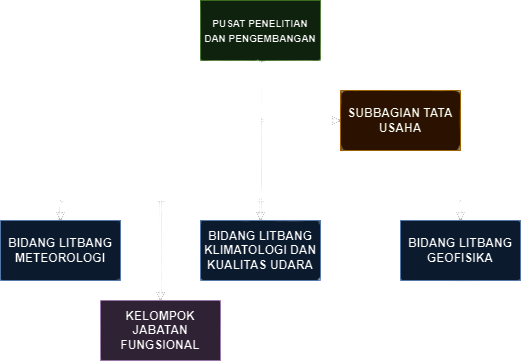 PUSAT PENELITIAN
DAN PENGEMBANGAN
SUBBAGIAN TATA
USAHA
BIDANG LITBANG
METEOROLOGI
BIDANG LITBANG
KLIMATOLOGI DAN
KUALITAS UDARA
BIDANG LITBANG
GEOFISIKA
KELOMPOK
JABATAN
FUNGSIONAL